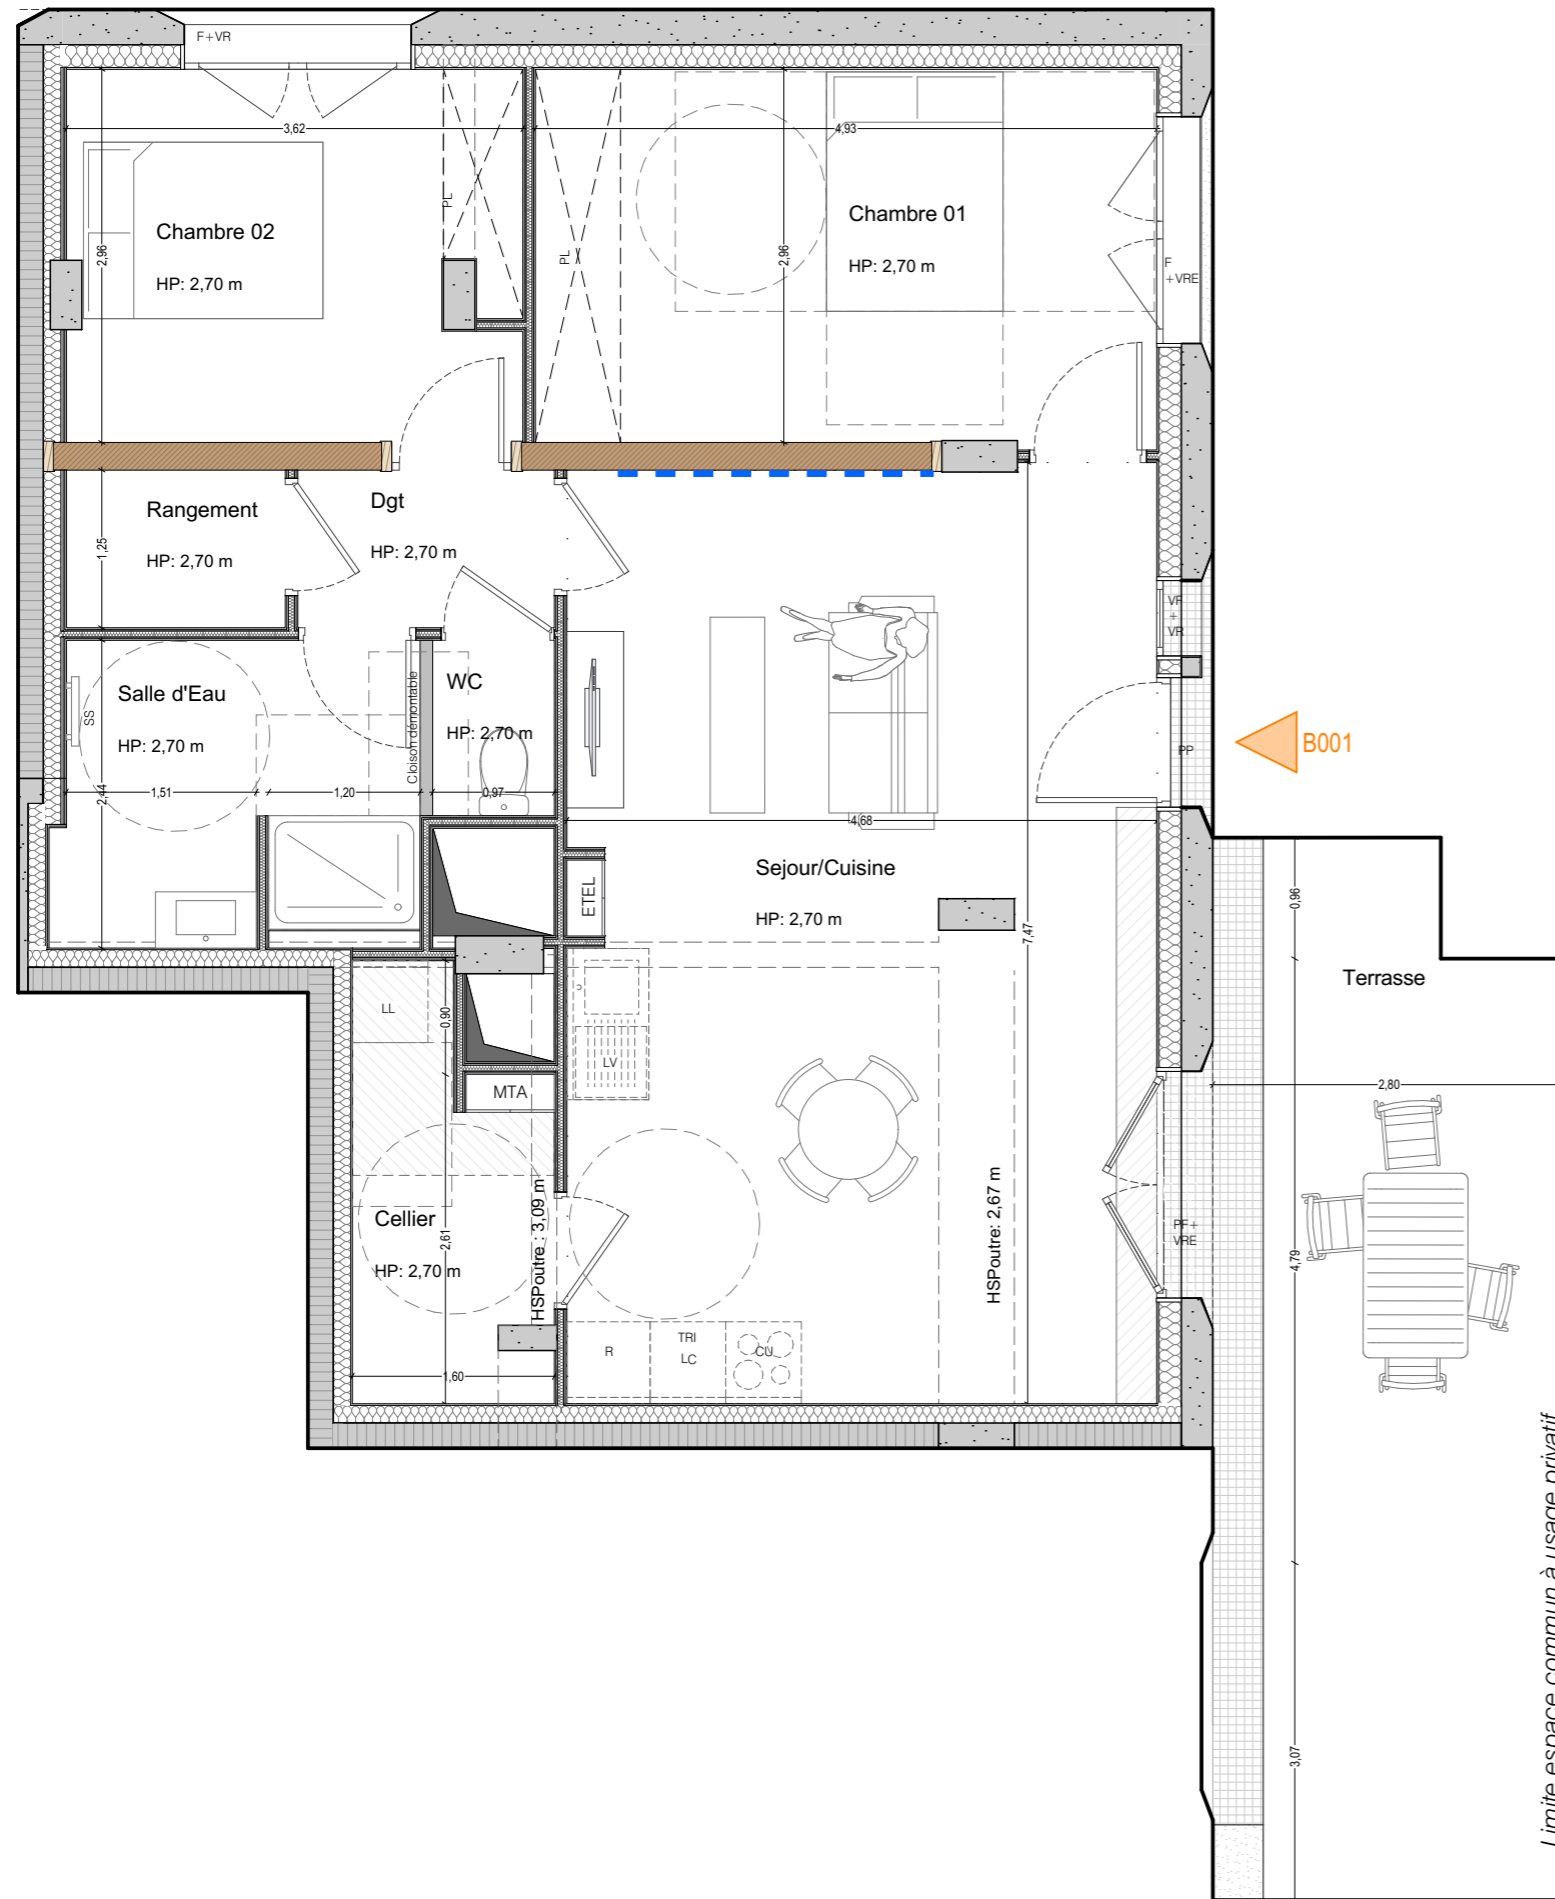 F+VR
3,62
4,93
PL
PL
Chambre 02
HP: 2,70 m
2,96
Chambre 01
HP: 2,70 m
2,96
F
+VRE
Rangement
HP: 2,70 m
1,25
Dgt
HP: 2,70 m
VF
+
VR
Salle d'Eau
HP: 2,70 m
SS
2,44
1,51
1,20
0,97
Cloison démontable
WC
HP: 2,70 m
PP
B001
4,68
Sejour/Cuisine
HP: 2,70 m
ETEL
7,47
0,96
Terrasse
LL
0,90
LV
MTA
2,80
Cellier
HP: 2,70 m
2,61
HSPoutre : 3,09 m
HSPoutre: 2,67 m
PF+
VRE
4,79
1,60
R
TRI
LC
CU
3,07
Limite espace commun à usage privatif